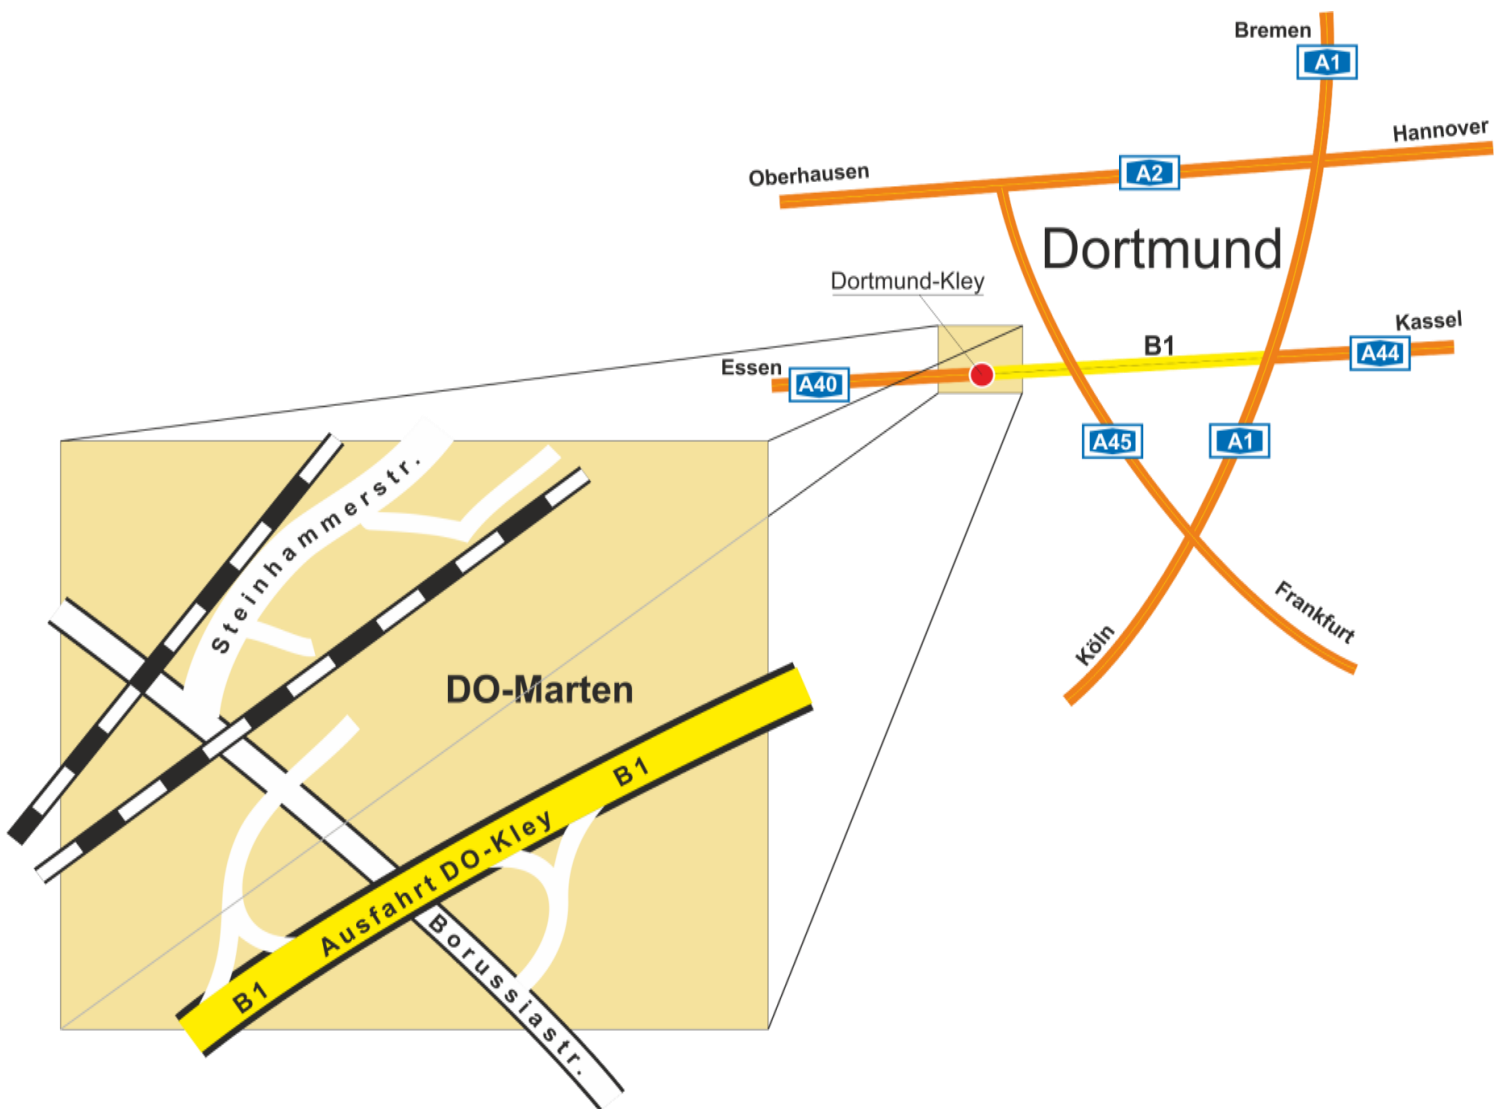 Bremen
A1
Hannover
Oberhausen
A2
Dortmund
Dortmund-Kley
Kassel
B1
A44
Essen
A40
A45
A1
Frankfurt
Köln
Steinhammerstr.
DO-Marten
B1
Ausfahrt DO-Kley
B1
Borussiastr.